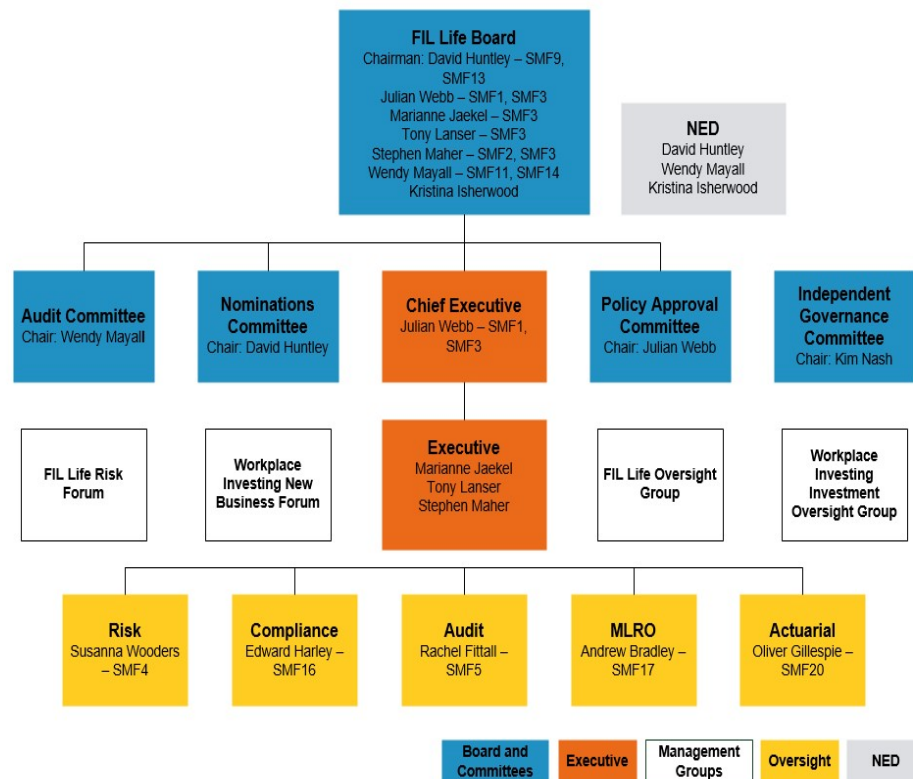 FIL Life Board
Chairman: David Huntley – SMF9,
SMF13
Julian Webb – SMF1, SMF3
Marianne Jaekel – SMF3
Tony Lanser – SMF3
Stephen Maher – SMF2, SMF3
Wendy Mayall – SMF11, SMF14
Kristina Isherwood
NED
David Huntley
Wendy Mayall
Kristina Isherwood
Audit Committee
Chair: Wendy Mayall
Nominations
Committee
Chair: David Huntley
Chief Executive
Julian Webb – SMF1,
SMF3
Policy Approval
Committee
Chair: Julian Webb
Independent
Governance
Committee
Chair: Kim Nash
FIL Life Risk
Forum
Workplace
Investing New
Business Forum
Executive
Marianne Jaekel
Tony Lanser
Stephen Maher
FIL Life Oversight
Group
Workplace
Investing
Investment
Oversight Group
Risk
Susanna Wooders
– SMF4
Compliance
Edward Harley –
SMF16
Audit
Rachel Fittall –
SMF5
MLRO
Andrew Bradley –
SMF17
Actuarial
Oliver Gillespie –
SMF20
Board and
Committees
Executive
Management
Groups
Oversight
NED